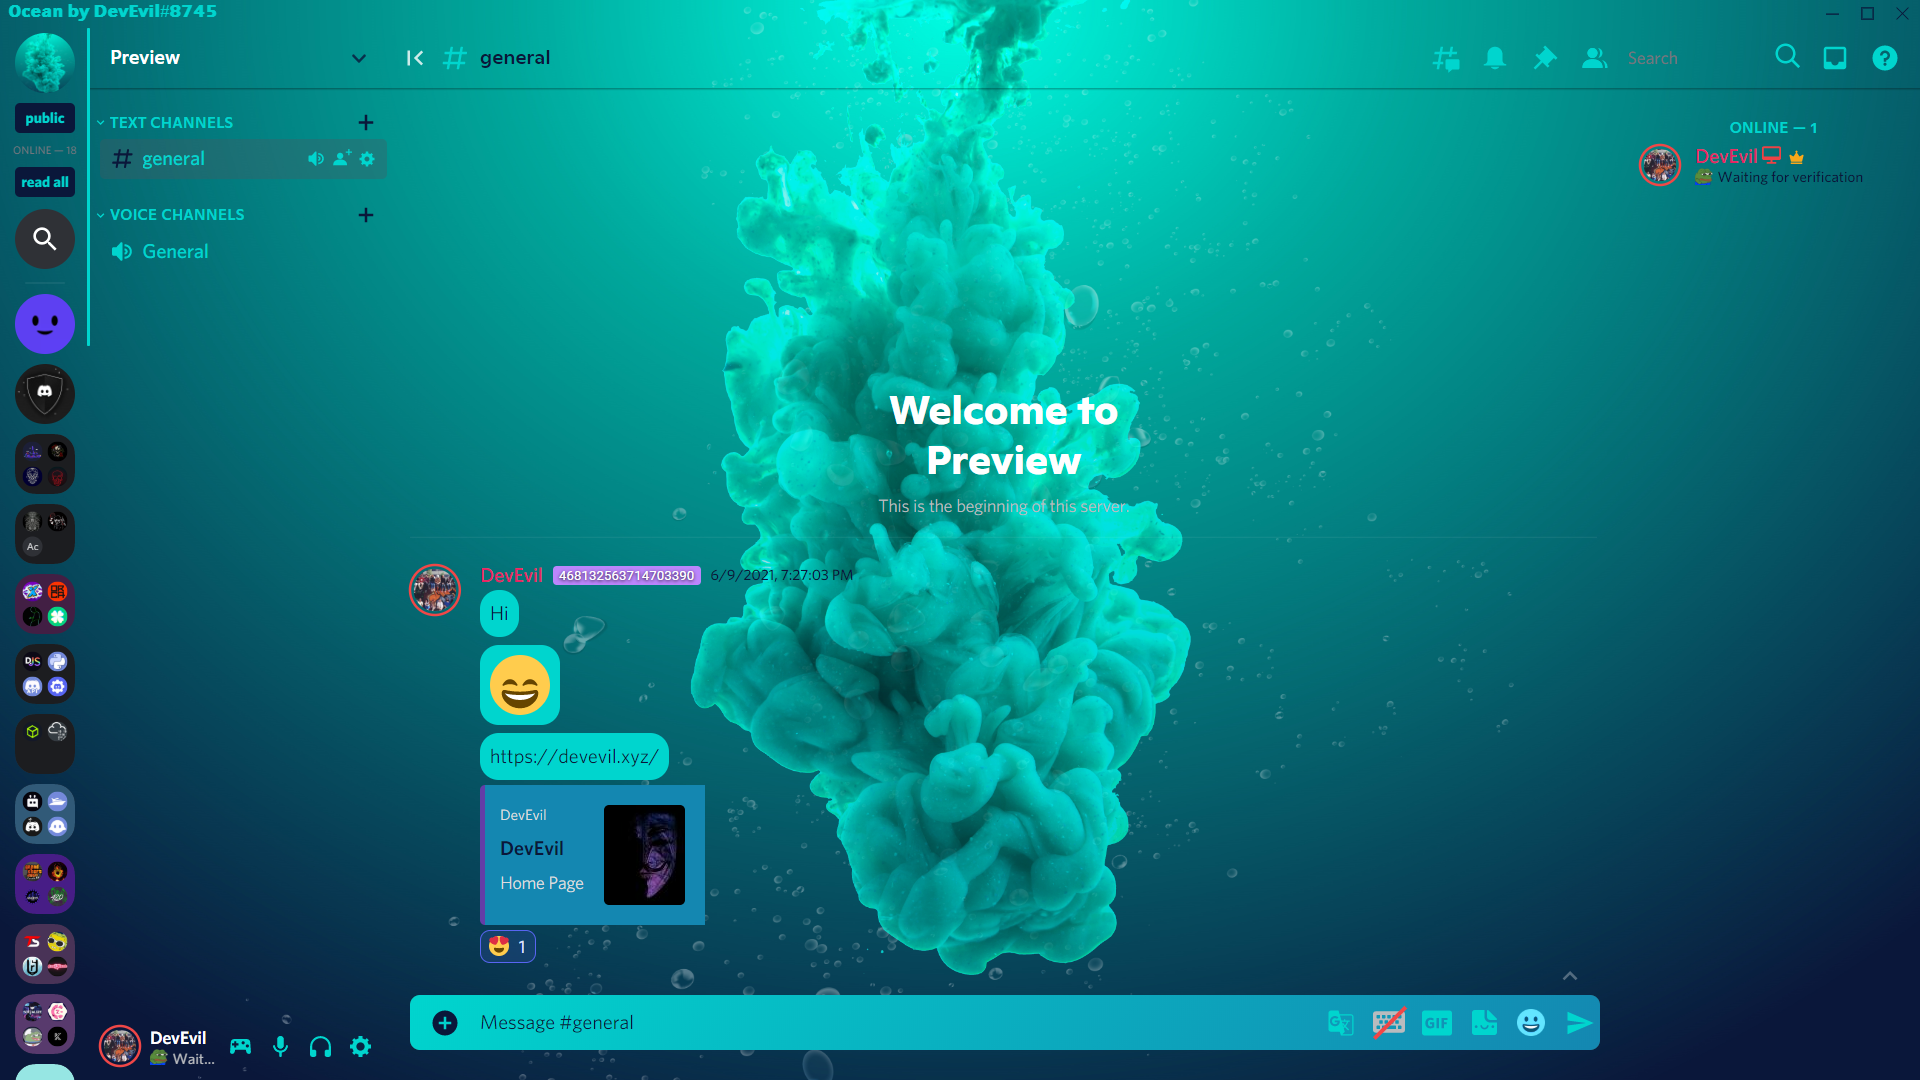 Ocean by DevEvil#8745
Preview
general
Search
public
ONLINE — 18
read all
TEXT CHANNELS
general
VOICE CHANNELS
General
ONLINE — 1
DevEvil
Waiting for verification
Welcome to
Preview
This is the beginning of this server.
DevEvil 468132563714703390 6/9/2021, 7:27:03 PM
Hi
https://devevil.xyz/
DevEvil
DevEvil
Home Page
1
Ac
DJS
Message #general
GIF
DevEvil
Wait...